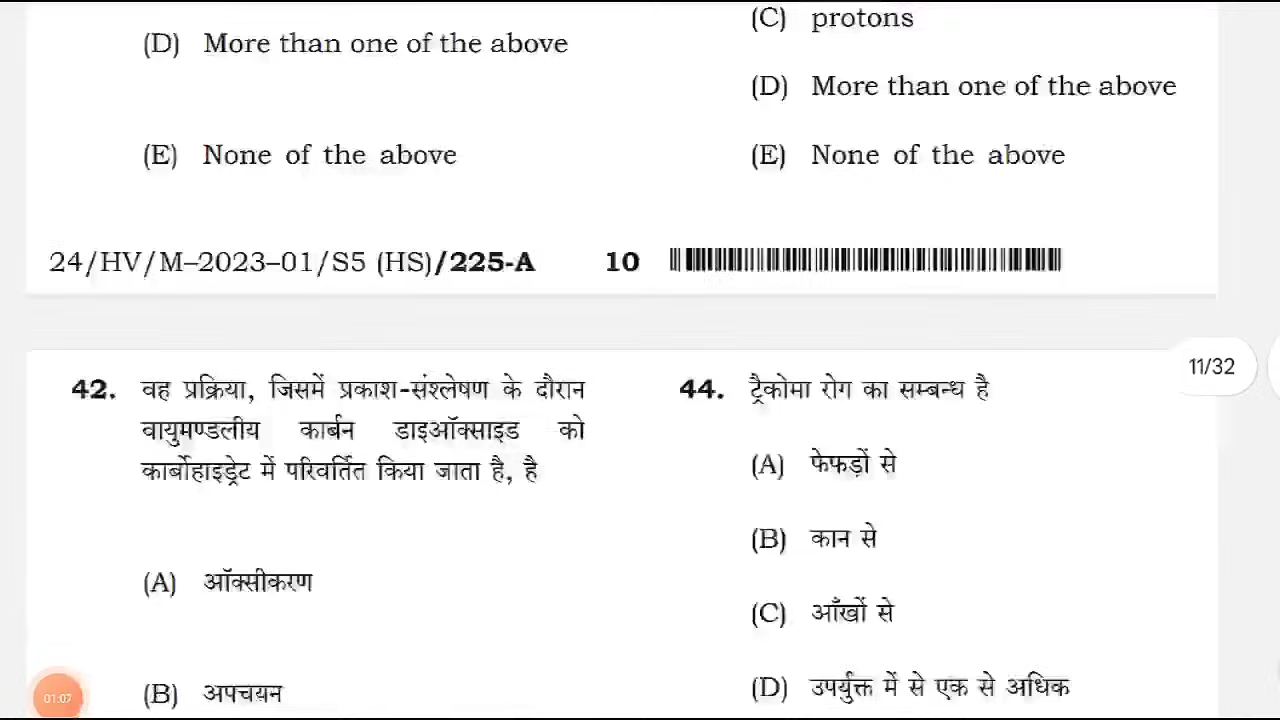 (D) More than one of the above
(E) None of the above
(C) protons
(D) More than one of the above
(E) None of the above
24/HV/M–2023–01/S5 (HS)/225-A 10
11/32
42. वह प्रक्रिया, जिसमें प्रकाश-संश्लेषण के दौरान
वायुमण्डलीय कार्बन डाइऑक्साइड को
कार्बोहाइड्रेट में परिवर्तित किया जाता है, है
(A) ऑक्सीकरण
(B) अपचयन
44. ट्रैकोमा रोग का सम्बन्ध है
(A) फेफड़ों से
(B) कान से
(C) आँखों से
(D) उपर्युक्त में से एक से अधिक
01:07